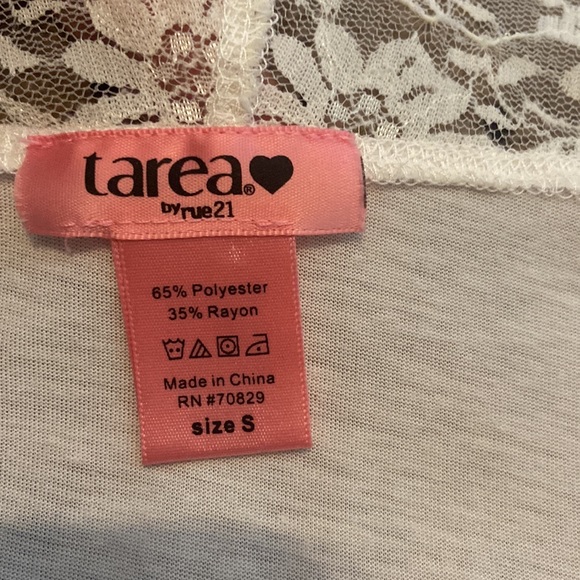 tarea®♥
by rue21
65% Polyester
35% Rayon
Made in China
RN #70829
size S